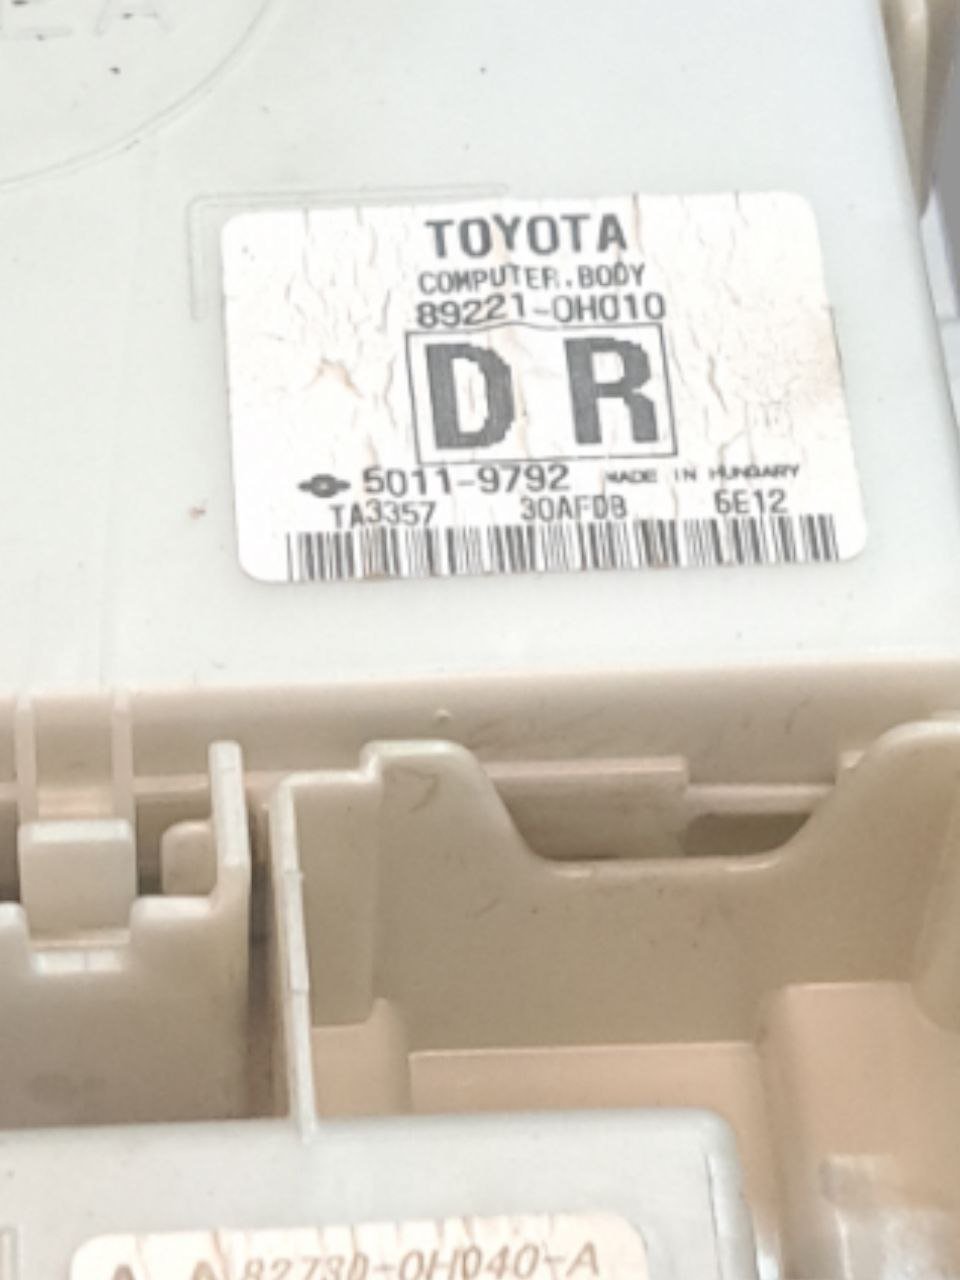 TOYOTA
COMPUTER.BODY
89221-0H010
D R
5011-9792 MADE IN HUNGARY
TA3357 30AFDB 6E12
82730-0H040-A